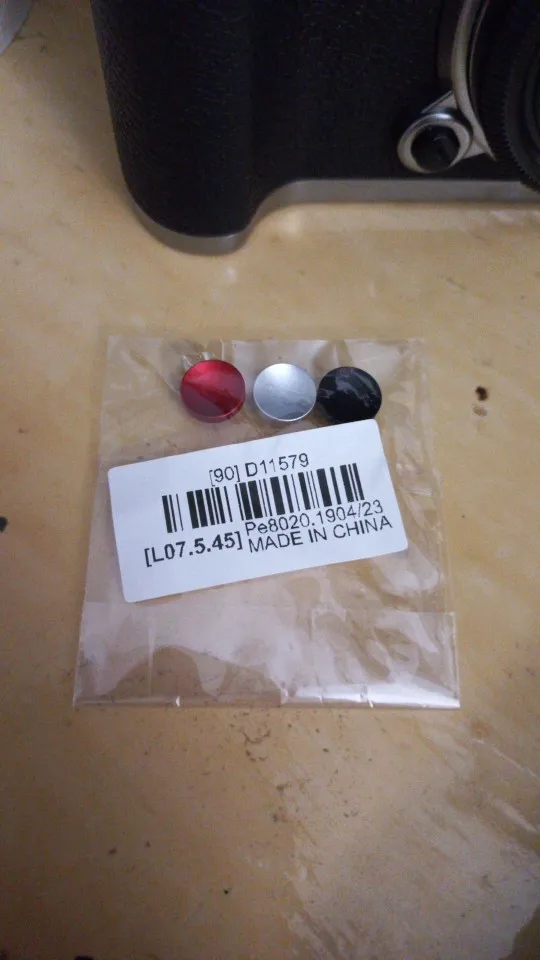 [90] D11579
Pe8020.1904/23
[L07.5.45] MADE IN CHINA